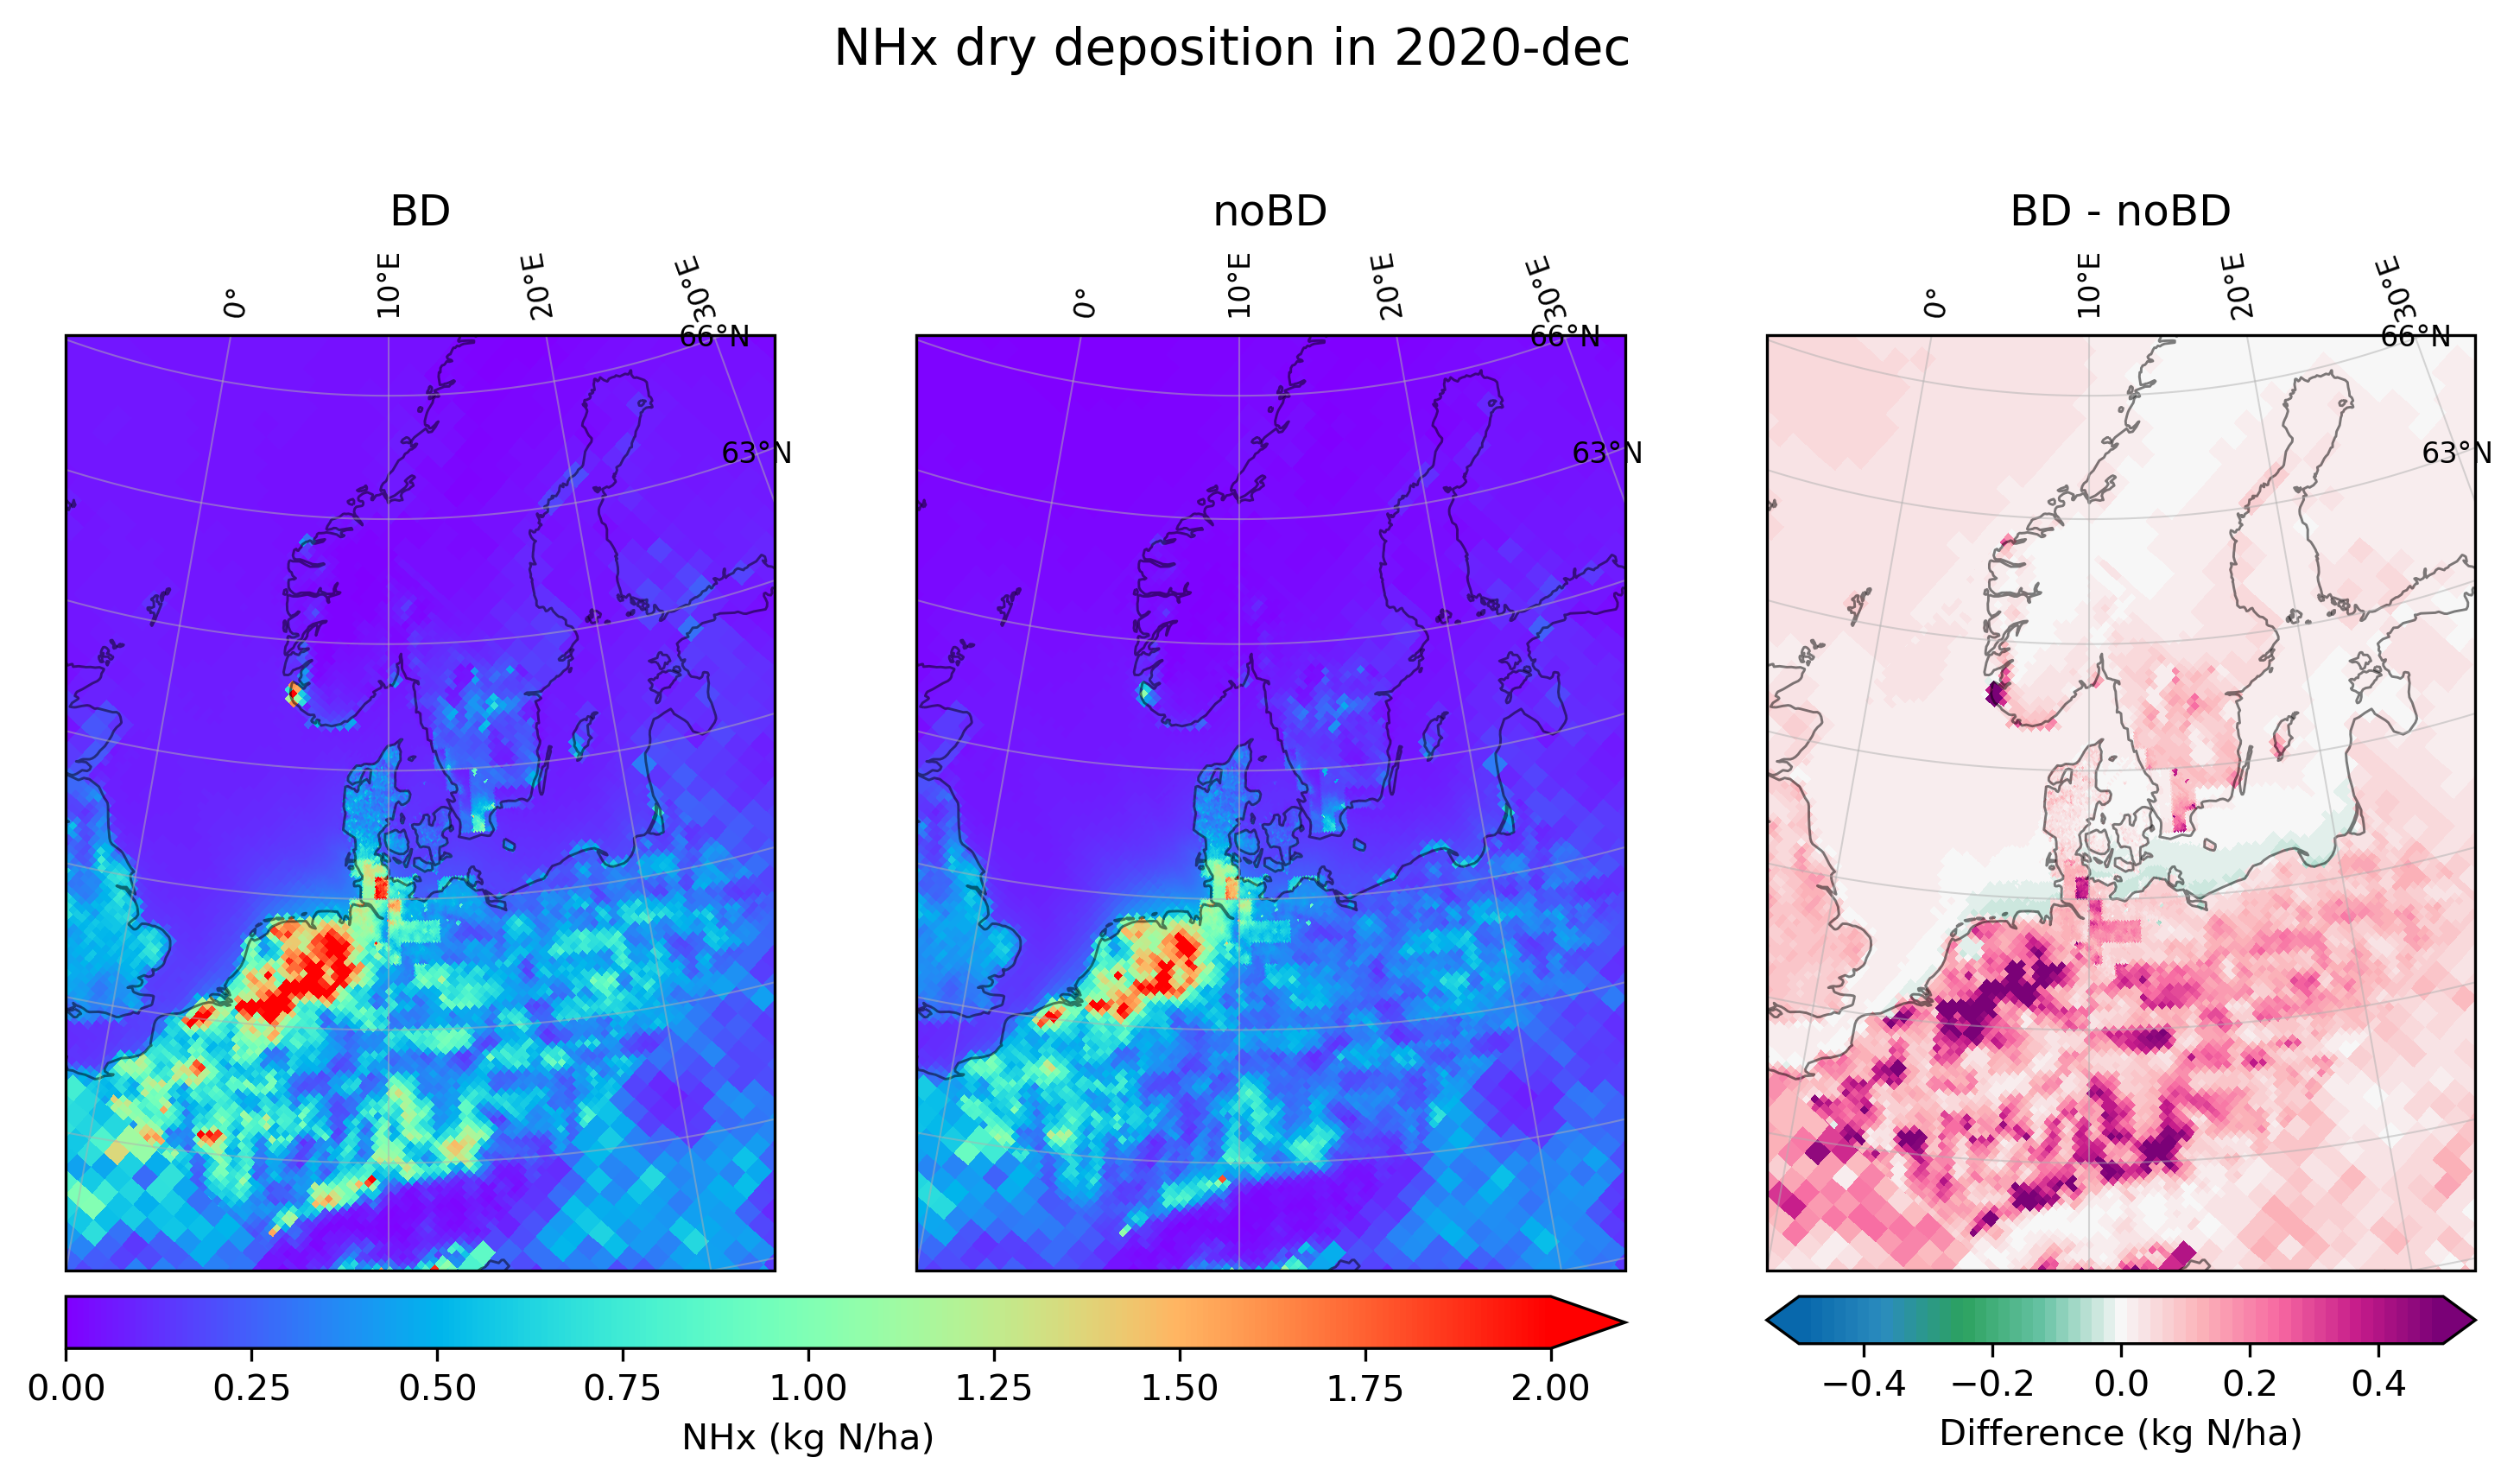 NHx dry deposition in 2020-dec
BD
noBD
BD - noBD
0°
10°E
20°E
30°E
0°
10°E
20°E
30°E
0°
10°E
20°E
30°E
66°N
66°N
66°N
63°N
63°N
63°N
0.00 0.25 0.50 0.75 1.00 1.25 1.50 1.75 2.00
NHx (kg N/ha)
−0.4 −0.2 0.0 0.2 0.4
Difference (kg N/ha)